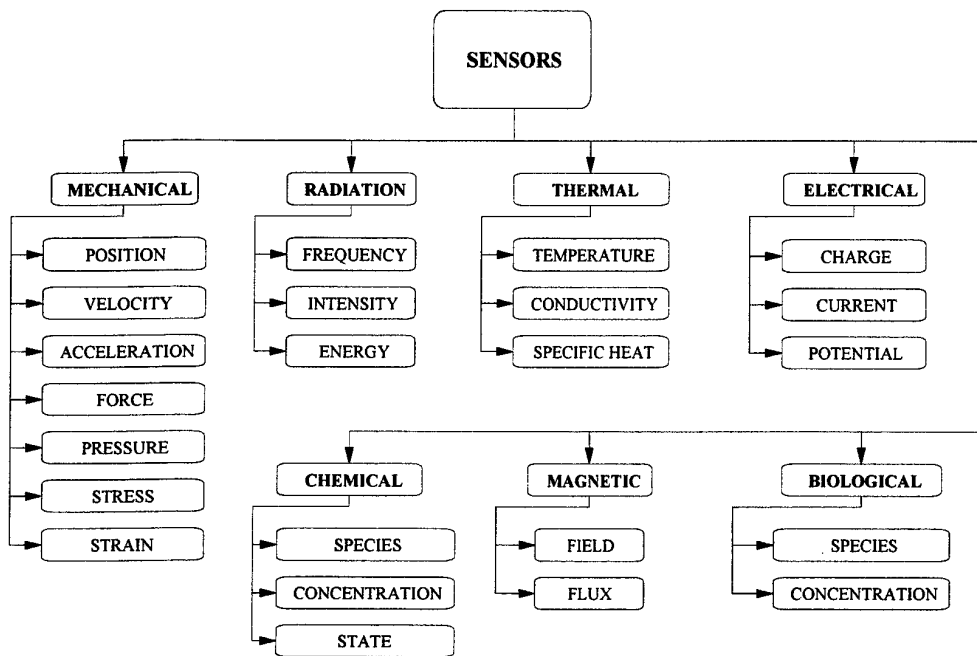 SENSORS
MECHANICAL
POSITION
VELOCITY
ACCELERATION
FORCE
PRESSURE
STRESS
STRAIN
RADIATION
FREQUENCY
INTENSITY
ENERGY
THERMAL
TEMPERATURE
CONDUCTIVITY
SPECIFIC HEAT
ELECTRICAL
CHARGE
CURRENT
POTENTIAL
CHEMICAL
SPECIES
CONCENTRATION
STATE
MAGNETIC
FIELD
FLUX
BIOLOGICAL
SPECIES
CONCENTRATION